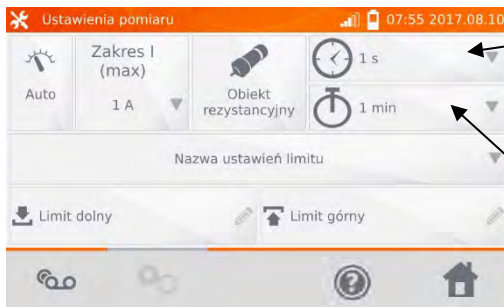 Ustawienia pomiaru
07:55 2017.08.10
Auto
Zakres I
(max)
1 A
Obiekt
rezystancyjny
1 s
1 min
Nazwa ustawień limitu
Limit dolny
Limit górny